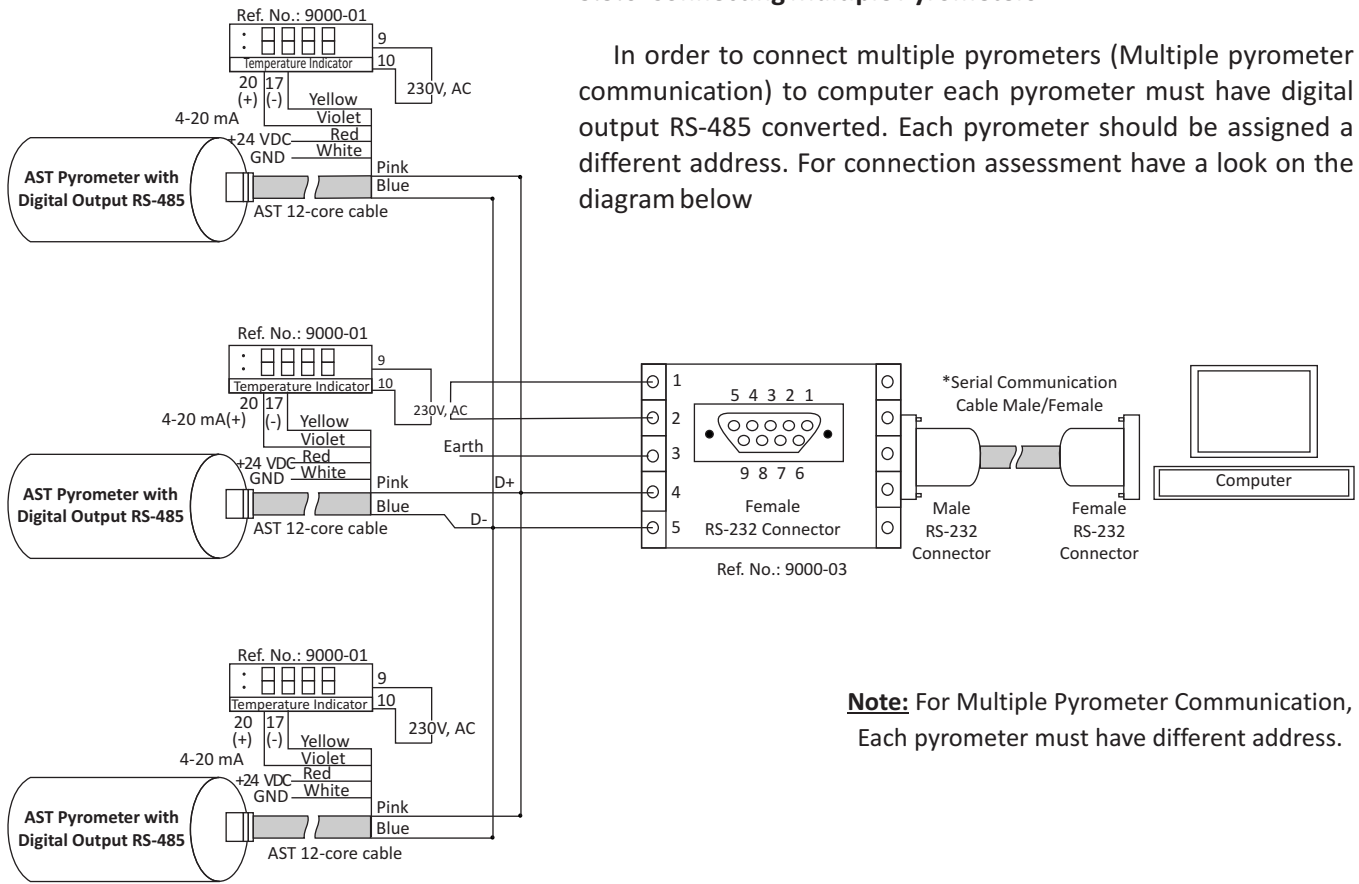 In order to connect multiple pyrometers (Multiple pyrometer
communication) to computer each pyrometer must have digital
output RS-485 converted. Each pyrometer should be assigned a
different address. For connection assessment have a look on the
diagram below
Ref. No.: 9000-01
9
Temperature Indicator
10
20
17
230V, AC
(+)
(-)
Yellow
4-20 mA
Violet
+24 VDC
Red
GND
White
Pink
AST Pyrometer with
Digital Output RS-485
Blue
AST 12-core cable
Ref. No.: 9000-01
9
Temperature Indicator
10
20
17
230V, AC
4-20 mA(+)
(-)
Yellow
Violet
+24 VDC
Red
GND
White
Pink
D+
AST Pyrometer with
Digital Output RS-485
Blue
D-
AST 12-core cable
Earth
1
2
3
4
5
5 4 3 2 1
9 8 7 6
Female
RS-232 Connector
Ref. No.: 9000-03
*Serial Communication
Cable Male/Female
Male
RS-232
Connector
Female
RS-232
Connector
Computer
Ref. No.: 9000-01
9
Temperature Indicator
10
20
17
230V, AC
(+)
(-)
Yellow
4-20 mA
Violet
+24 VDC
Red
GND
White
Pink
AST Pyrometer with
Digital Output RS-485
Blue
AST 12-core cable
Note: For Multiple Pyrometer Communication,
Each pyrometer must have different address.